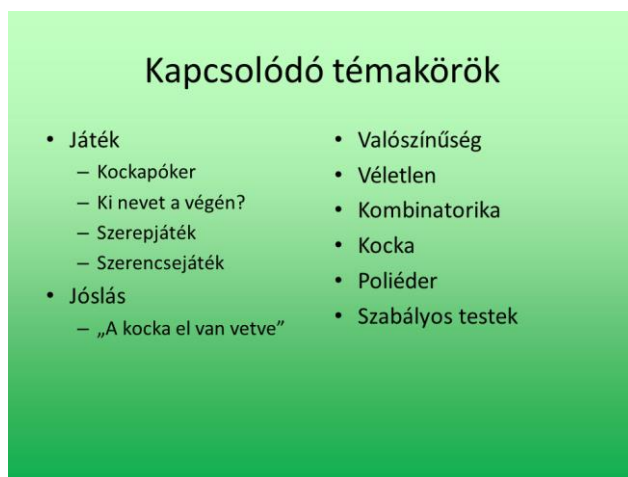 Kapcsolódó témakörök
• Játék
– Kockapóker
– Ki nevet a végén?
– Szerepjáték
– Szerencsejáték
• Jóslás
– „A kocka el van vetve”
• Valószínűség
• Véletlen
• Kombinatorika
• Kocka
• Poliéder
• Szabályos testek